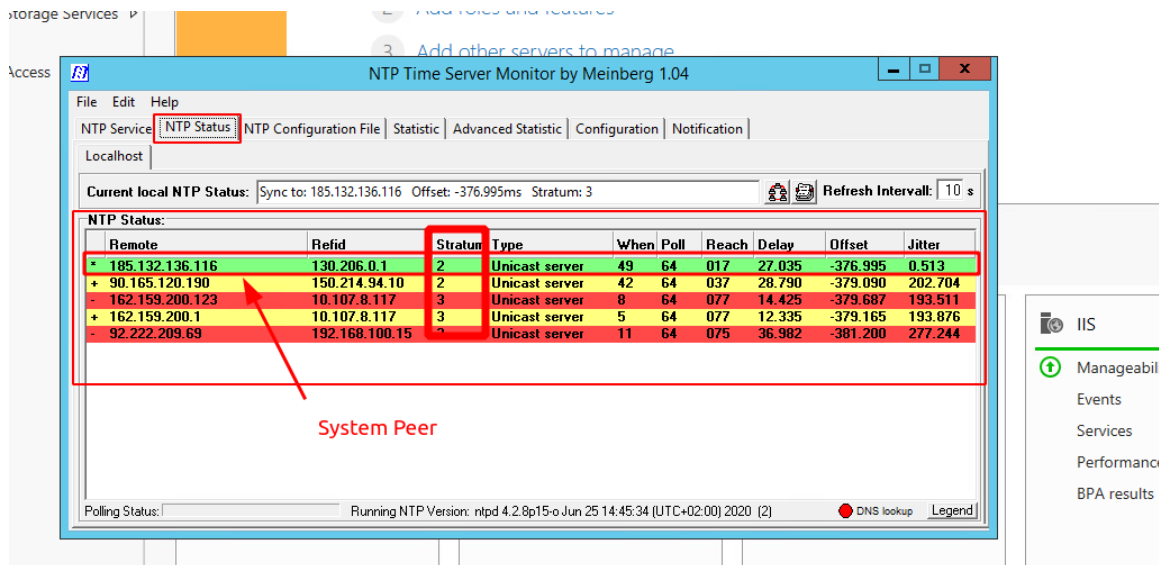 Storage Services
2 Add roles and features
3 Add other servers to manage
Access
NTP Time Server Monitor by Meinberg 1.04
File Edit Help
NTP Service NTP Status NTP Configuration File Statistic Advanced Statistic Configuration Notification
Localhost
Current local NTP Status: Sync to: 185.132.136.116 Offset: -376.995ms Stratum: 3 Refresh Intervall: 10 s
NTP Status:
Remote Refid Stratum Type When Poll Reach Delay Offset Jitter
* 185.132.136.116 130.206.0.1 2 Unicast server 49 64 017 27.035 -376.995 0.513
+ 90.165.120.190 150.214.94.10 2 Unicast server 42 64 037 28.790 -379.090 202.704
- 162.159.200.123 10.107.8.117 3 Unicast server 8 64 077 14.425 -379.687 193.511
+ 162.159.200.1 10.107.8.117 3 Unicast server 5 64 077 12.335 -379.165 193.876
- 92.222.209.69 192.168.100.15 Unicast server 11 64 075 36.982 -381.200 277.244
System Peer
Polling Status: Running NTP Version: ntpd 4.2.8p15-o Jun 25 14:45:34 (UTC+02:00) 2020 (2) DNS lookup Legend
IIS
Manageabil
Events
Services
Performance
BPA results